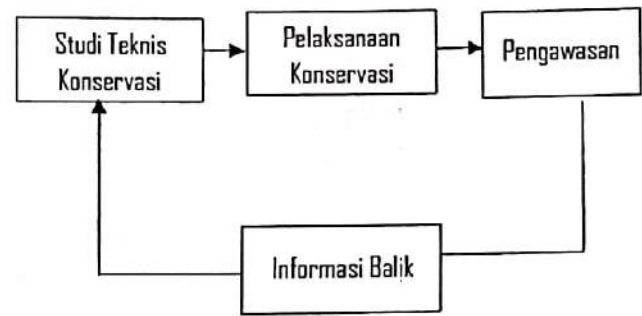 Studi Teknis
Konservasi
Pelaksanaan
Konservasi
Pengawasan
Informasi Balik